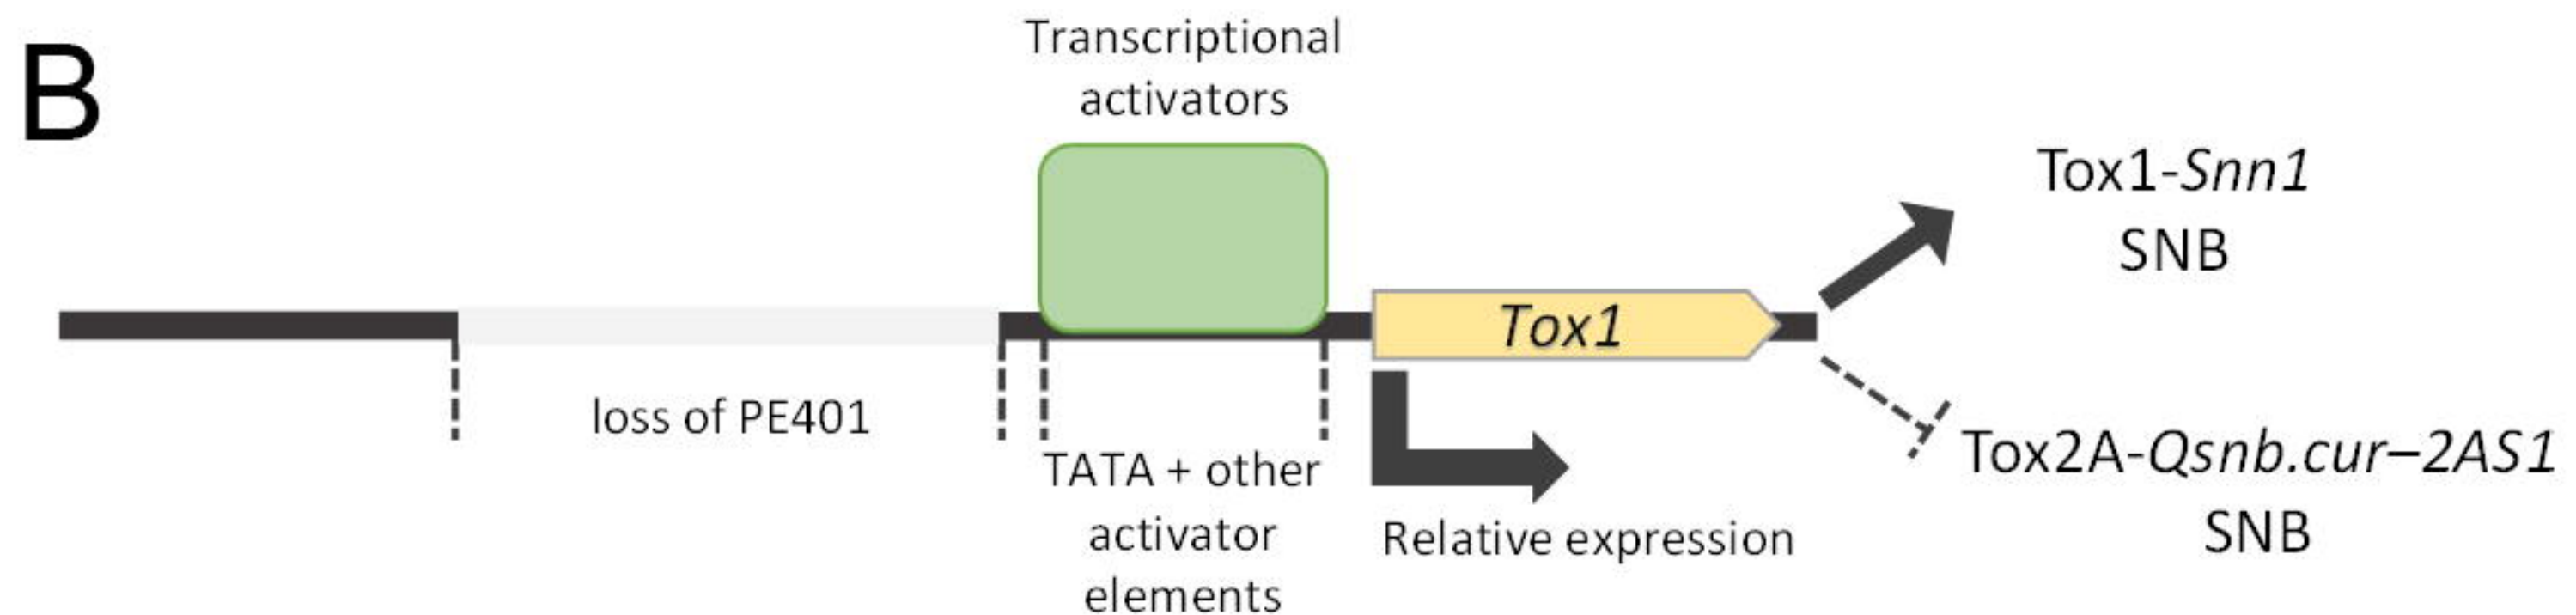 B
Transcriptional
activators
Tox1-Snn1
SNB
Tox1
loss of PE401
TATA + other
activator
elements
Relative expression
Tox2A-Qsnb.cur–2AS1
SNB